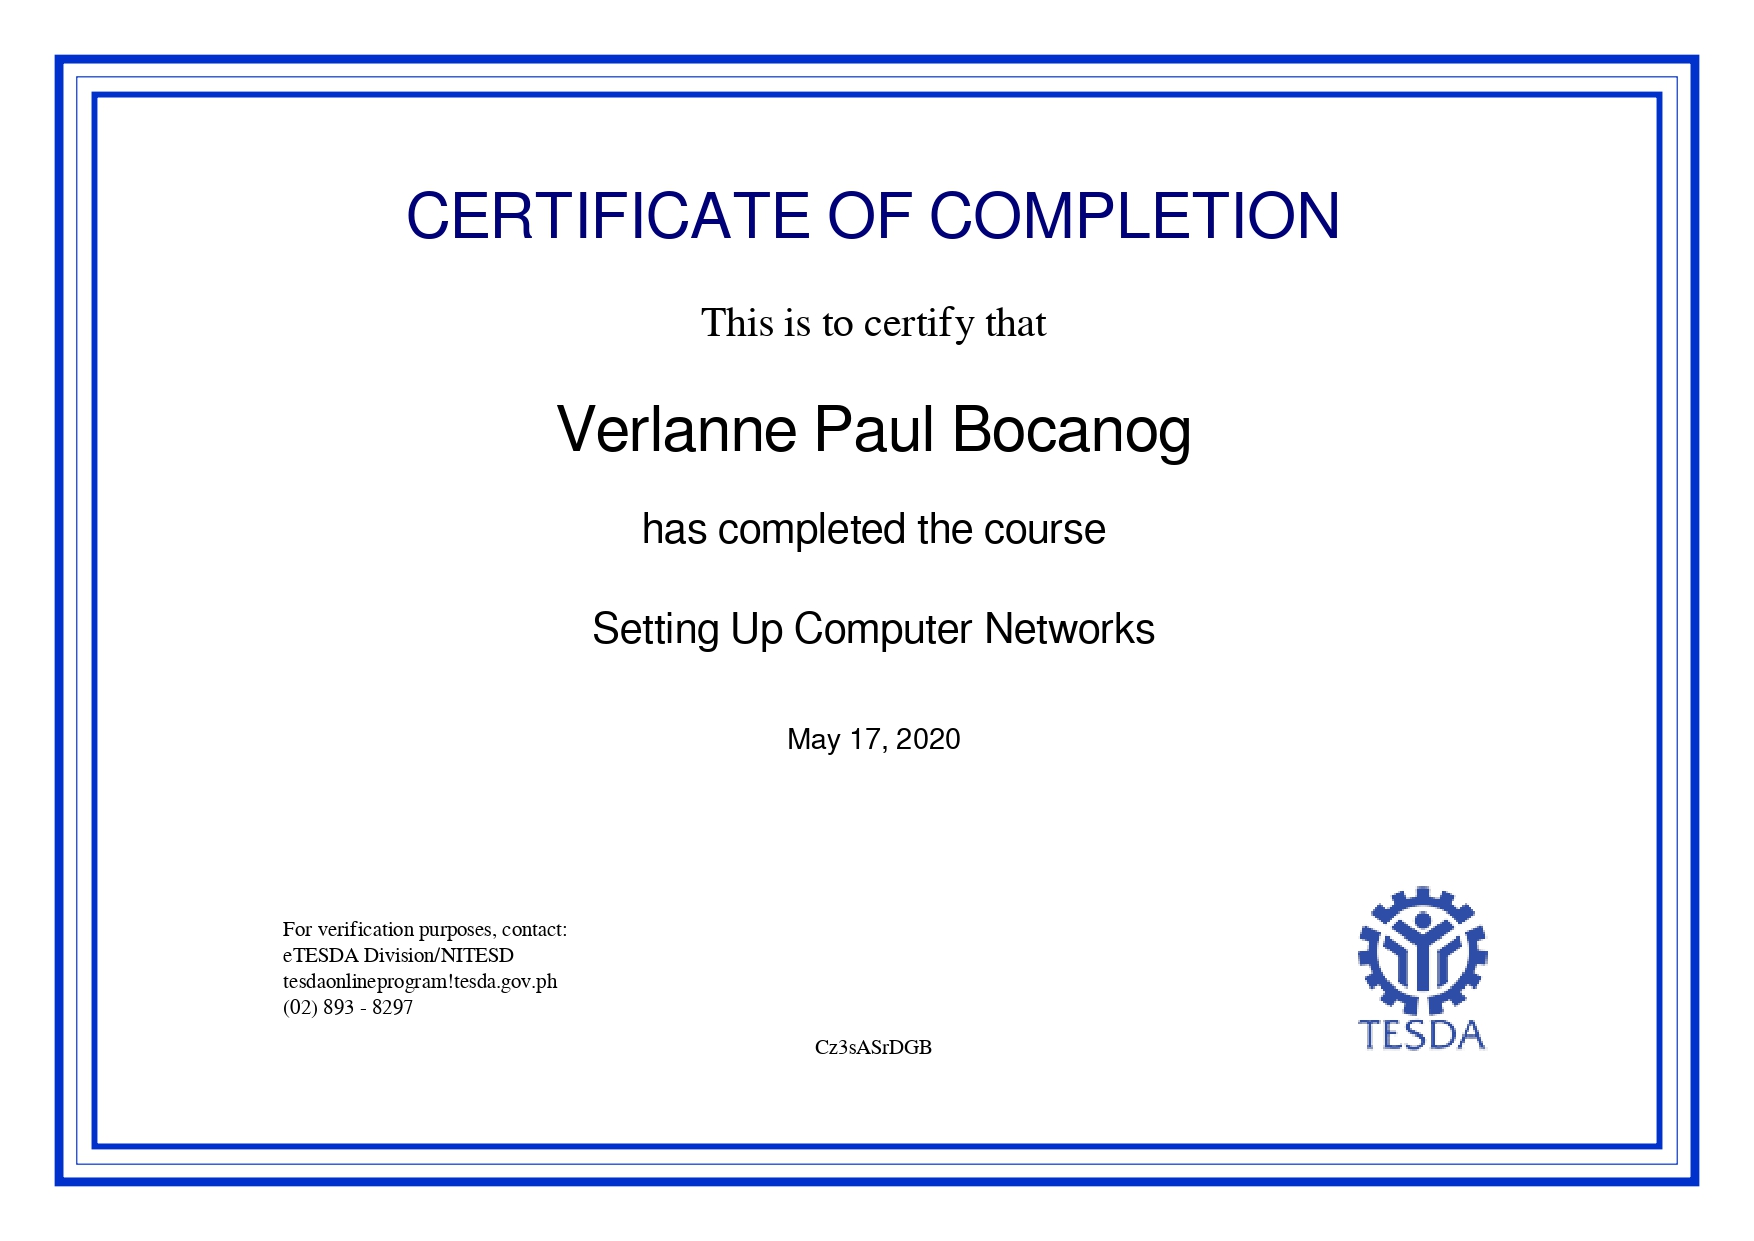 CERTIFICATE OF COMPLETION
This is to certify that
Verlanne Paul Bocanog
has completed the course
Setting Up Computer Networks
May 17, 2020
For verification purposes, contact:
eTESDA Division/NITESD
tesdaonlineprogram!tesda.gov.ph
(02) 893 - 8297
Cz3sASrDGB
TESDA